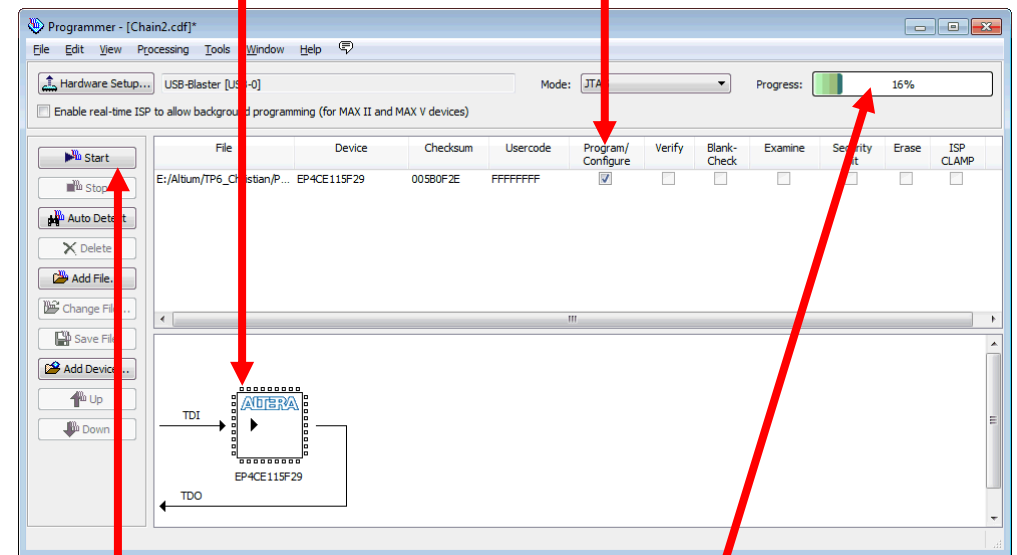 Programmer - [Chain2.cdf]*
File Edit View Processing Tools Window Help
Hardware Setup... USB-Blaster [USB-0] Mode: JTAG Progress: 16%
Enable real-time ISP to allow background programming (for MAX II and MAX V devices)
File Device Checksum Usercode Program/ Configure Verify Blank- Check Examine Security Bit Erase ISP CLAMP
E:/Altium/TP6_Christian/P... EP4CE115F29 005B0F2E FFFFFFFF
Start
Stop
Auto Detect
Delete
Add File...
Change File...
Save File
Add Device...
Up
Down
ALTERA
TDI
EP4CE115F29
TDO